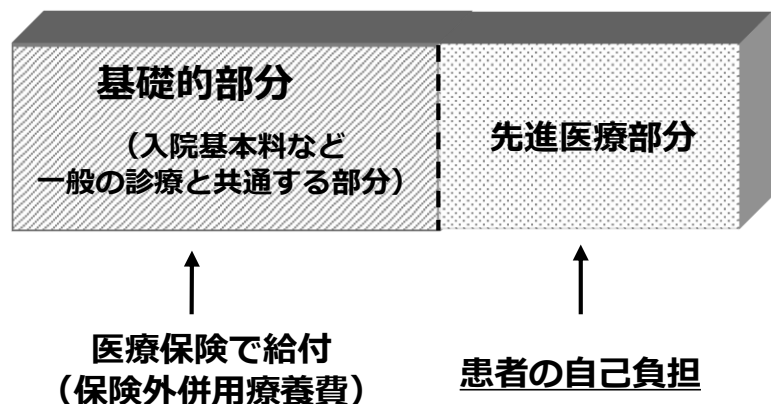 基礎的部分
（入院基本料など
一般の診療と共通する部分）
先進医療部分
医療保険で給付
（保険外併用療養費）
患者の自己負担